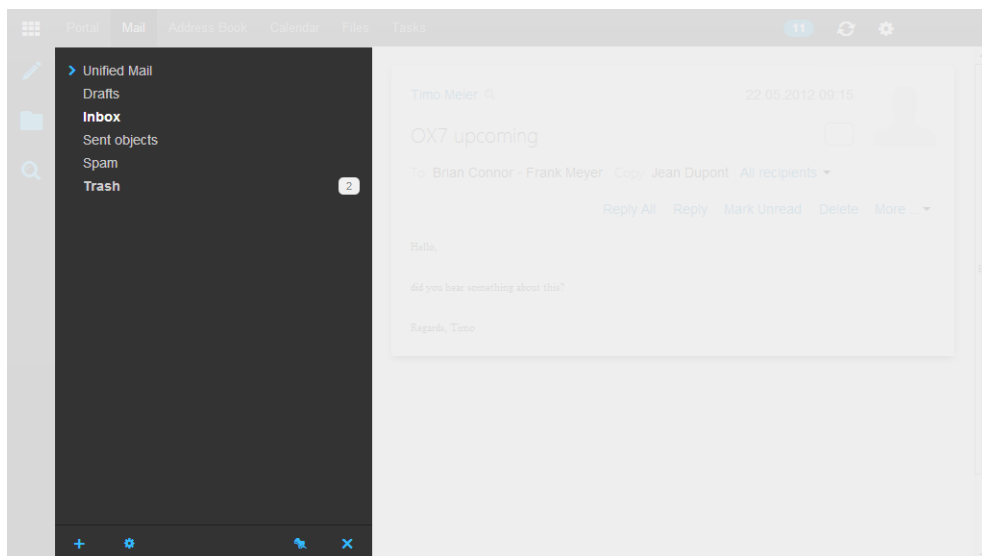 Portal Mail Address Book Calendar Files Tasks 11
Unified Mail
Drafts
Inbox
Sent objects
Spam
Trash 2
Timo Meier 22.05.2012 09:15
OX7 upcoming
To Brian Connor · Frank Meyer Copy Jean Dupont All recipients
Reply All Reply Mark Unread Delete More ...
Hello,
did you hear something about this?
Regards, Timo